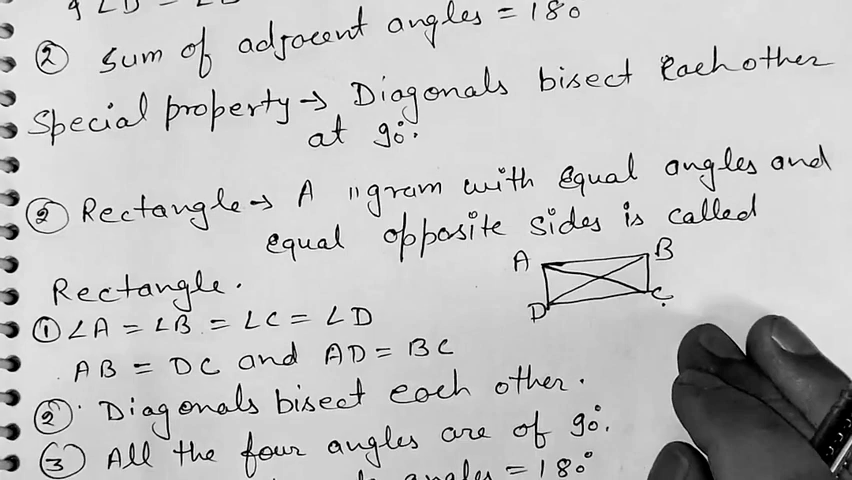 ② Sum of adjacent angles = 180
Special property → Diagonals bisect each other
at 90°.
② Rectangle → A ||gram with equal angles and
equal opposite sides is called
Rectangle.
A B
D C
① ∠A = ∠B = ∠C = ∠D
AB = DC and AD = BC
② Diagonals bisect each other.
③ All the four angles are of 90°.
angles = 180°